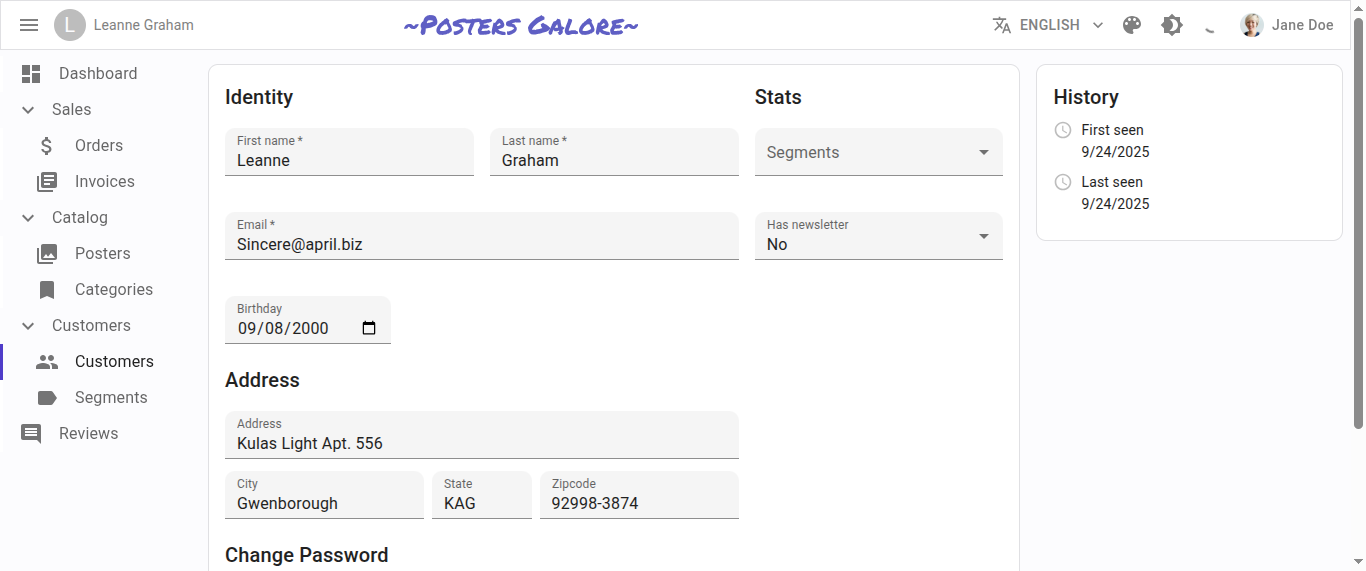 L Leanne Graham
~Posters Galore~
ENGLISH
Jane Doe
Dashboard
Sales
Orders
Invoices
Catalog
Posters
Categories
Customers
Customers
Segments
Reviews
Identity
First name *
Leanne
Last name *
Graham
Email *
Sincere@april.biz
Birthday
09/08/2000
Stats
Segments
Has newsletter
No
Address
Address
Kulas Light Apt. 556
City
Gwenborough
State
KAG
Zipcode
92998-3874
Change Password
History
First seen
9/24/2025
Last seen
9/24/2025